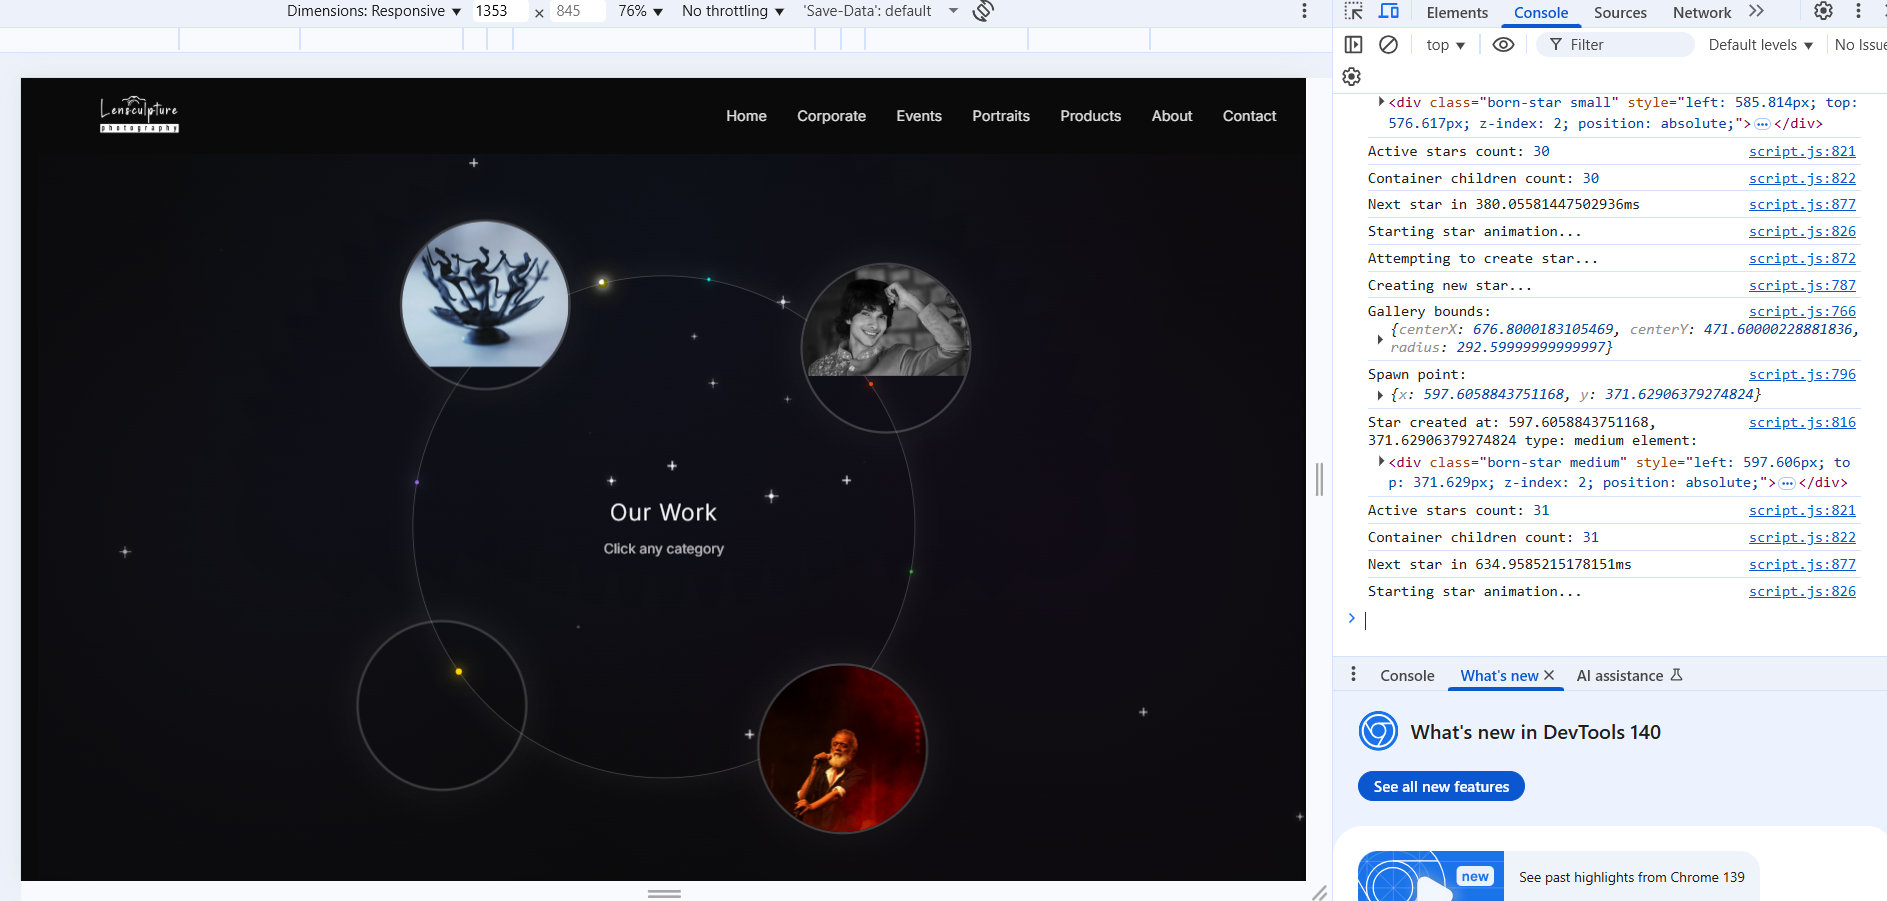 Dimensions: Responsive ▼ 1353 × 845 76% ▼ No throttling ▼ 'Save-Data': default ▼
Elements Console Sources Network >>
top ▼ Filter Default levels ▼ No Issue
Lensculpture
photography
Home Corporate Events Portraits Products About Contact
Our Work
Click any category
<div class="born-star small" style="left: 585.814px; top:
576.617px; z-index: 2; position: absolute;">…</div>
Active stars count: 30 script.js:821
Container children count: 30 script.js:822
Next star in 380.05581447502936ms script.js:877
Starting star animation... script.js:826
Attempting to create star... script.js:872
Creating new star... script.js:787
Gallery bounds: script.js:766
{centerX: 676.8000183105469, centerY: 471.60000228881836,
radius: 292.59999999999997}
Spawn point: script.js:796
{x: 597.6058843751168, y: 371.62906379274824}
Star created at: 597.6058843751168, script.js:816
371.62906379274824 type: medium element:
<div class="born-star medium" style="left: 597.606px; to
p: 371.629px; z-index: 2; position: absolute;">…</div>
Active stars count: 31 script.js:821
Container children count: 31 script.js:822
Next star in 634.9585215178151ms script.js:877
Starting star animation... script.js:826
Console What's new × AI assistance
What's new in DevTools 140
See all new features
new See past highlights from Chrome 139